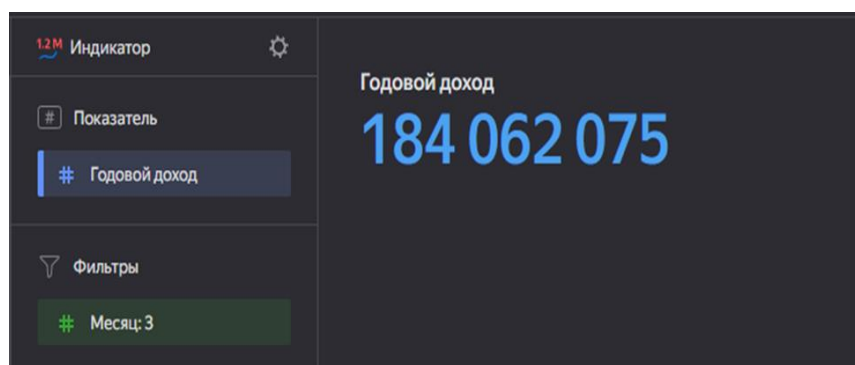 1.2M Индикатор
# Показатель
# Годовой доход
Фильтры
# Месяц: 3
Годовой доход
184 062 075